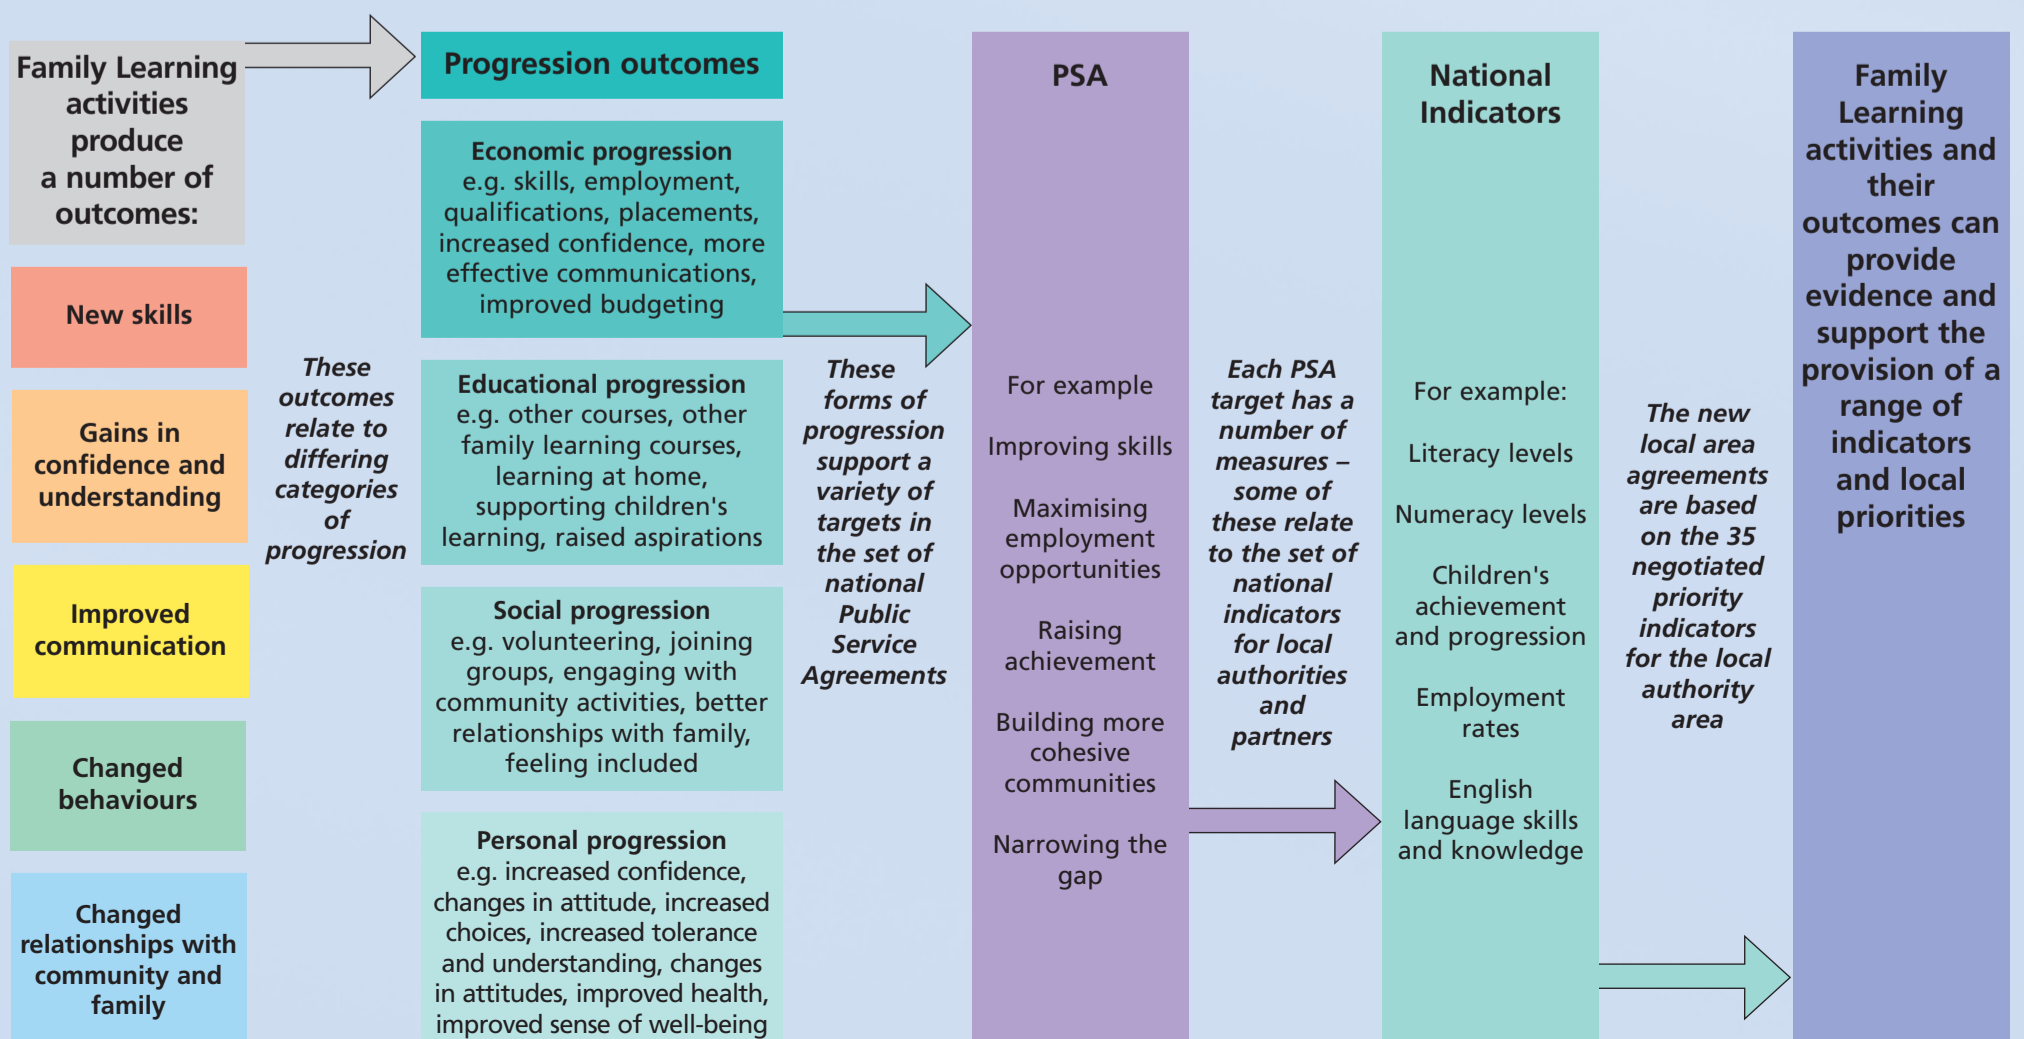 Family Learning
activities
produce
a number of
outcomes:
New skills
Gains in
confidence and
understanding
Improved
communication
Changed
behaviours
Changed
relationships with
community and
family
These
outcomes
relate to
differing
categories
of
progression
Progression outcomes
Economic progression
e.g. skills, employment,
qualifications, placements,
increased confidence, more
effective communications,
improved budgeting
Educational progression
e.g. other courses, other
family learning courses,
learning at home,
supporting children's
learning, raised aspirations
Social progression
e.g. volunteering, joining
groups, engaging with
community activities, better
relationships with family,
feeling included
Personal progression
e.g. increased confidence,
changes in attitude, increased
choices, increased tolerance
and understanding, changes
in attitudes, improved health,
improved sense of well-being
These
forms of
progression
support a
variety of
targets in
the set of
national
Public
Service
Agreements
PSA
For example
Improving skills
Maximising
employment
opportunities
Raising
achievement
Building more
cohesive
communities
Narrowing the
gap
Each PSA
target has a
number of
measures –
some of
these relate
to the set of
national
indicators
for local
authorities
and
partners
National
Indicators
For example:
Literacy levels
Numeracy levels
Children's
achievement
and progression
Employment
rates
English
language skills
and knowledge
The new
local area
agreements
are based
on the 35
negotiated
priority
indicators
for the local
authority
area
Family
Learning
activities and
their
outcomes can
provide
evidence and
support the
provision of a
range of
indicators
and local
priorities